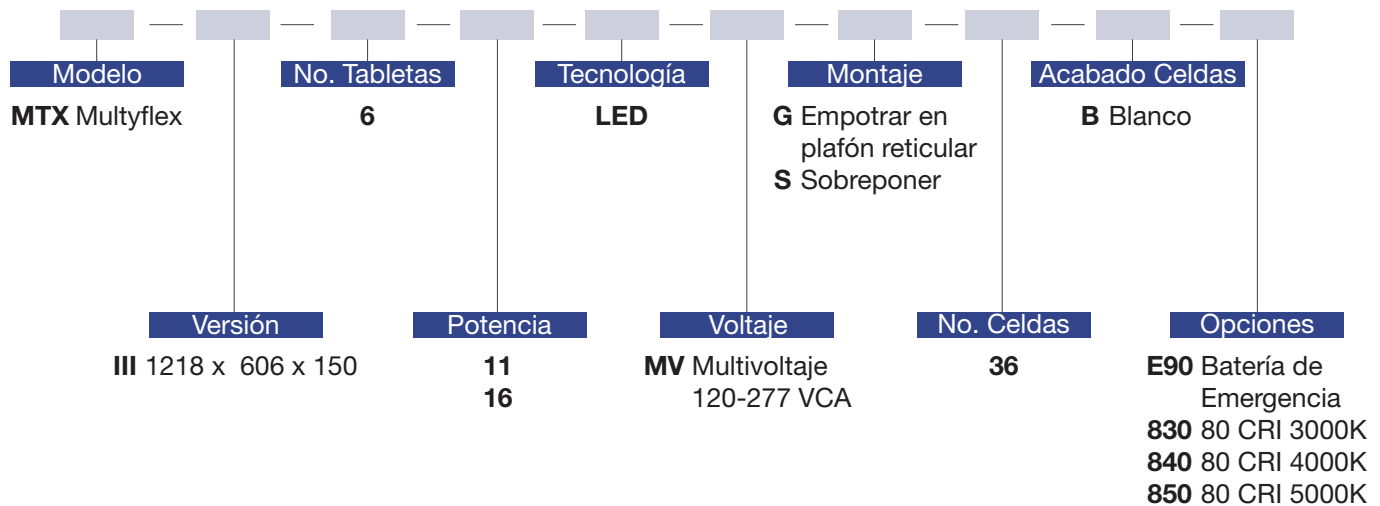 Modelo
No. Tabletas
Tecnología
Montaje
Acabado Celdas
MTX Multyflex
6
LED
G Empotrar en
plafón reticular
S Sobreponer
B Blanco
Versión
Potencia
Voltaje
No. Celdas
Opciones
III 1218 x 606 x 150
11
16
MV Multivoltaje
120-277 VCA
36
E90 Batería de
Emergencia
830 80 CRI 3000K
840 80 CRI 4000K
850 80 CRI 5000K